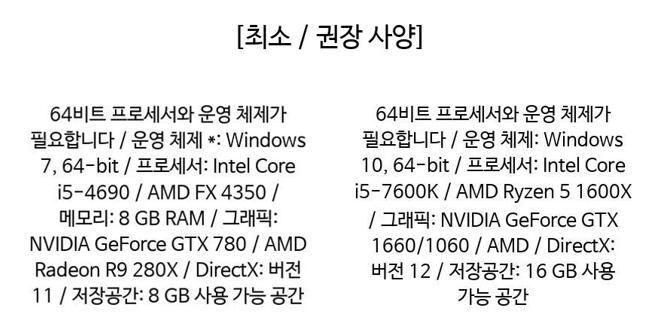 [최소 / 권장 사양]
64비트 프로세서와 운영 체제가
필요합니다 / 운영 체제 *: Windows
7, 64-bit / 프로세서: Intel Core
i5-4690 / AMD FX 4350 /
메모리: 8 GB RAM / 그래픽:
NVIDIA GeForce GTX 780 / AMD
Radeon R9 280X / DirectX: 버전
11 / 저장공간: 8 GB 사용 가능 공간
64비트 프로세서와 운영 체제가
필요합니다 / 운영 체제: Windows
10, 64-bit / 프로세서: Intel Core
i5-7600K / AMD Ryzen 5 1600X
/ 그래픽: NVIDIA GeForce GTX
1660/1060 / AMD / DirectX:
버전 12 / 저장공간: 16 GB 사용
가능 공간